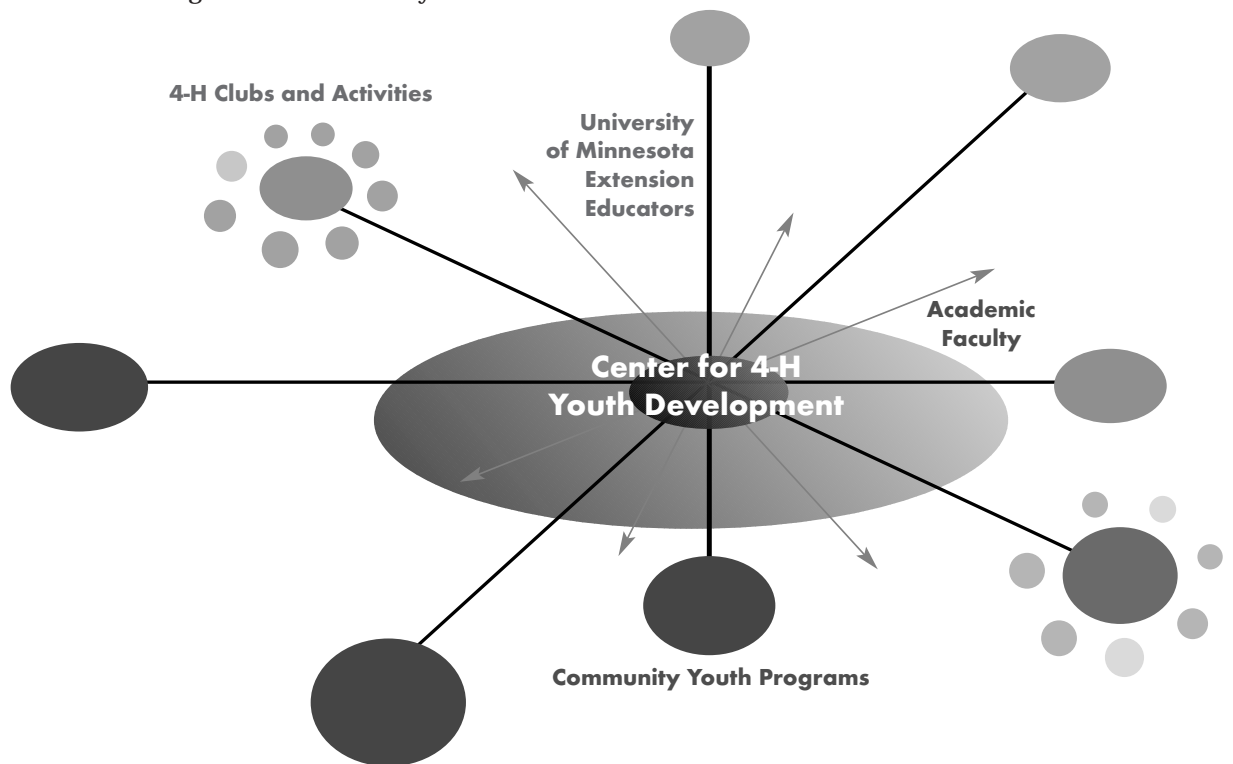 4-H Clubs and Activities
University
of Minnesota
Extension
Educators
Academic
Faculty
Center for 4-H
Youth Development
Community Youth Programs